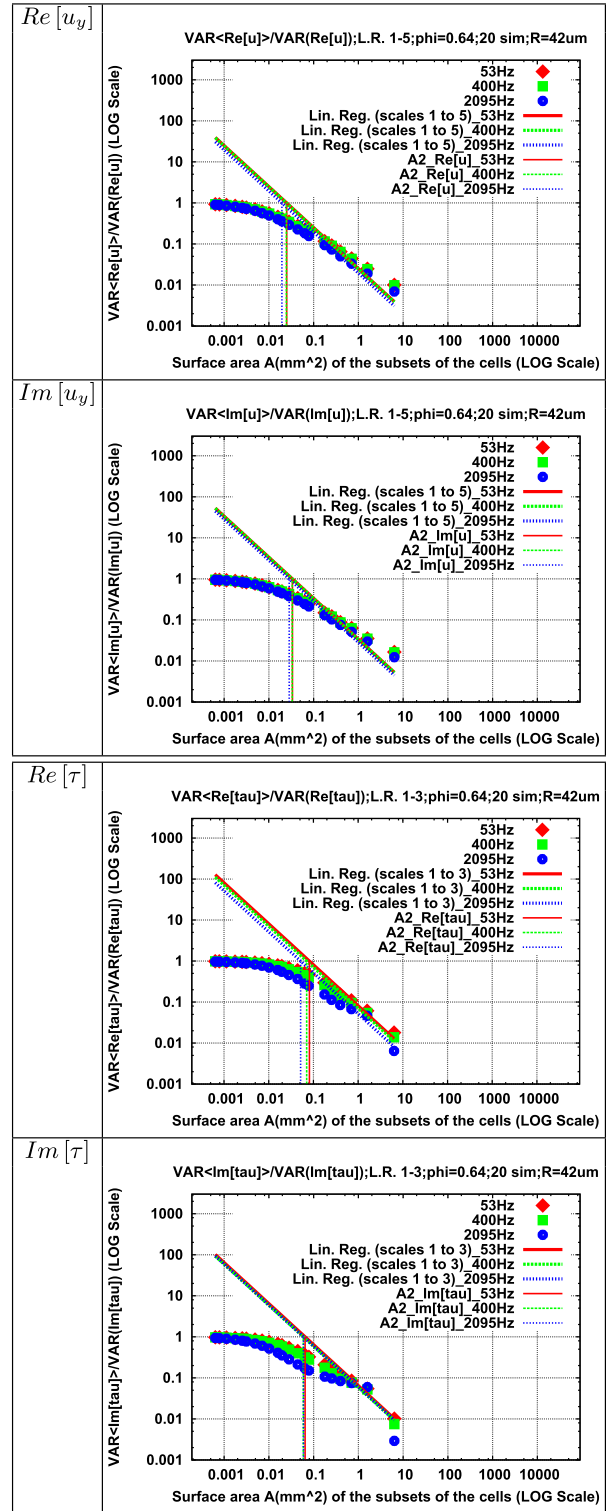 Re [u_y]
VAR<Re[u]>/VAR(Re[u]);L.R. 1-5;phi=0.64;20 sim;R=42um
VAR<Re[u]>/VAR(Re[u]) (LOG Scale)
1000
100
10
1
0.1
0.01
0.001
53Hz
400Hz
2095Hz
Lin. Reg. (scales 1 to 5)_53Hz
Lin. Reg. (scales 1 to 5)_400Hz
Lin. Reg. (scales 1 to 5)_2095Hz
A2_Re[u]_53Hz
A2_Re[u]_400Hz
A2_Re[u]_2095Hz
0.001 0.01 0.1 1 10 100 1000 10000
Surface area A(mm^2) of the subsets of the cells (LOG Scale)
Im [u_y]
VAR<Im[u]>/VAR(Im[u]);L.R. 1-5;phi=0.64;20 sim;R=42um
VAR<Im[u]>/VAR(Im[u]) (LOG Scale)
1000
100
10
1
0.1
0.01
0.001
53Hz
400Hz
2095Hz
Lin. Reg. (scales 1 to 5)_53Hz
Lin. Reg. (scales 1 to 5)_400Hz
Lin. Reg. (scales 1 to 5)_2095Hz
A2_Im[u]_53Hz
A2_Im[u]_400Hz
A2_Im[u]_2095Hz
0.001 0.01 0.1 1 10 100 1000 10000
Surface area A(mm^2) of the subsets of the cells (LOG Scale)
Re [τ]
VAR<Re[tau]>/VAR(Re[tau]);L.R. 1-3;phi=0.64;20 sim;R=42um
VAR<Re[tau]>/VAR(Re[tau]) (LOG Scale)
1000
100
10
1
0.1
0.01
0.001
53Hz
400Hz
2095Hz
Lin. Reg. (scales 1 to 3)_53Hz
Lin. Reg. (scales 1 to 3)_400Hz
Lin. Reg. (scales 1 to 3)_2095Hz
A2_Re[tau]_53Hz
A2_Re[tau]_400Hz
A2_Re[tau]_2095Hz
0.001 0.01 0.1 1 10 100 1000 10000
Surface area A(mm^2) of the subsets of the cells (LOG Scale)
Im [τ]
VAR<Im[tau]>/VAR(Im[tau]);L.R. 1-3;phi=0.64;20 sim;R=42um
VAR<Im[tau]>/VAR(Im[tau]) (LOG Scale)
1000
100
10
1
0.1
0.01
0.001
53Hz
400Hz
2095Hz
Lin. Reg. (scales 1 to 3)_53Hz
Lin. Reg. (scales 1 to 3)_400Hz
Lin. Reg. (scales 1 to 3)_2095Hz
A2_Im[tau]_53Hz
A2_Im[tau]_400Hz
A2_Im[tau]_2095Hz
0.001 0.01 0.1 1 10 100 1000 10000
Surface area A(mm^2) of the subsets of the cells (LOG Scale)